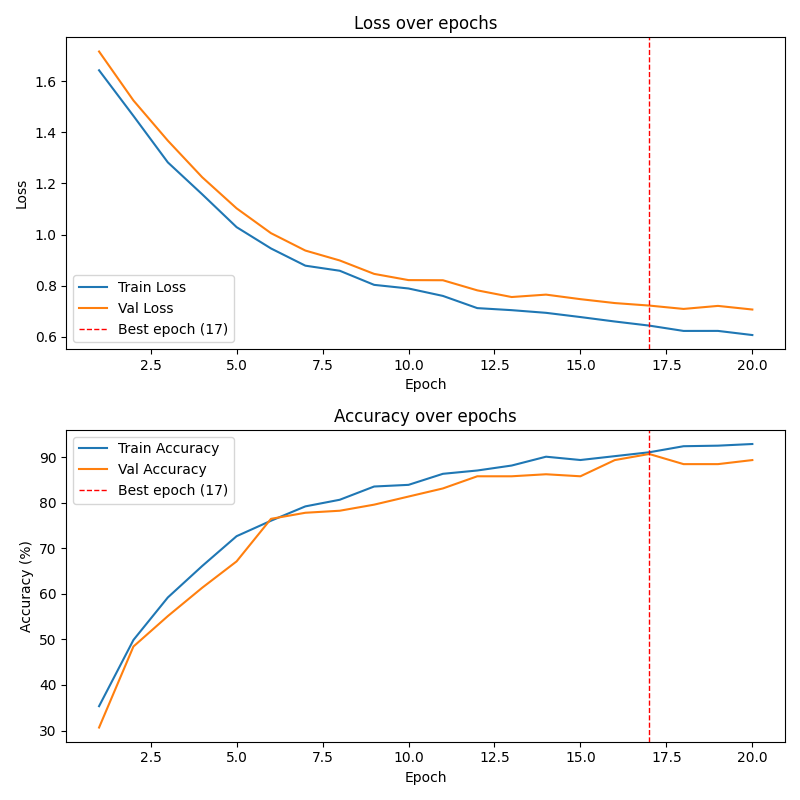 Loss over epochs
Loss
1.6
1.4
1.2
1.0
0.8
0.6
Train Loss
Val Loss
Best epoch (17)
2.5 5.0 7.5 10.0 12.5 15.0 17.5 20.0
Epoch
Accuracy over epochs
Accuracy (%)
90
80
70
60
50
40
30
Train Accuracy
Val Accuracy
Best epoch (17)
2.5 5.0 7.5 10.0 12.5 15.0 17.5 20.0
Epoch